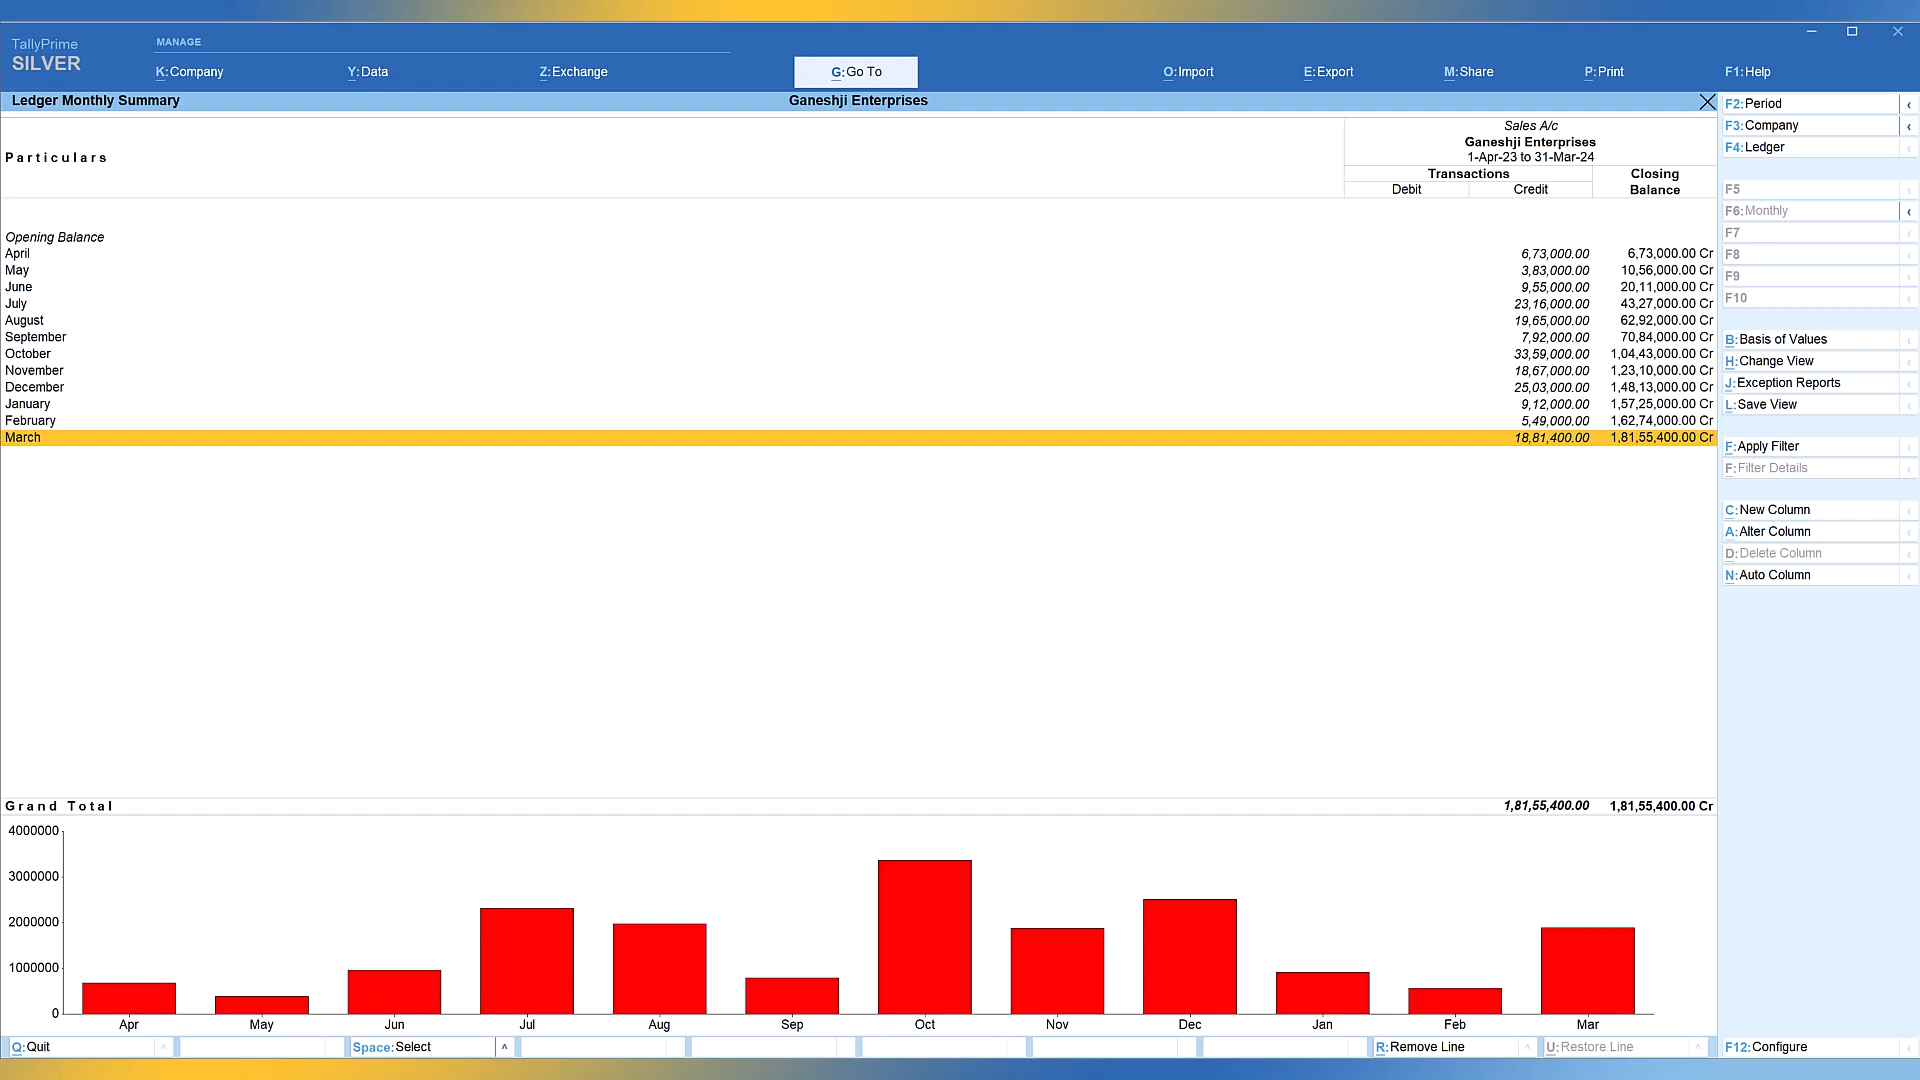 TallyPrime
SILVER
MANAGE
K:Company
Y:Data
Z:Exchange
G:Go To
O:Import
E:Export
M:Share
P:Print
F1:Help
Ledger Monthly Summary
Ganeshji Enterprises
Particulars
Sales A/c
Ganeshji Enterprises
1-Apr-23 to 31-Mar-24
Transactions
Closing
Debit
Credit
Balance
Opening Balance
April 6,73,000.00 6,73,000.00 Cr
May 3,83,000.00 10,56,000.00 Cr
June 9,55,000.00 20,11,000.00 Cr
July 23,16,000.00 43,27,000.00 Cr
August 19,65,000.00 62,92,000.00 Cr
September 7,92,000.00 70,84,000.00 Cr
October 33,59,000.00 1,04,43,000.00 Cr
November 18,67,000.00 1,23,10,000.00 Cr
December 25,03,000.00 1,48,13,000.00 Cr
January 9,12,000.00 1,57,25,000.00 Cr
February 5,49,000.00 1,62,74,000.00 Cr
March 18,81,400.00 1,81,55,400.00 Cr
Grand Total 1,81,55,400.00 1,81,55,400.00 Cr
4000000
3000000
2000000
1000000
0
Apr May Jun Jul Aug Sep Oct Nov Dec Jan Feb Mar
F2:Period
F3:Company
F4:Ledger
F5
F6:Monthly
F7
F8
F9
F10
B:Basis of Values
H:Change View
J:Exception Reports
L:Save View
F:Apply Filter
F:Filter Details
C:New Column
A:Alter Column
D:Delete Column
N:Auto Column
Q:Quit
Space:Select
R:Remove Line
U:Restore Line
F12:Configure